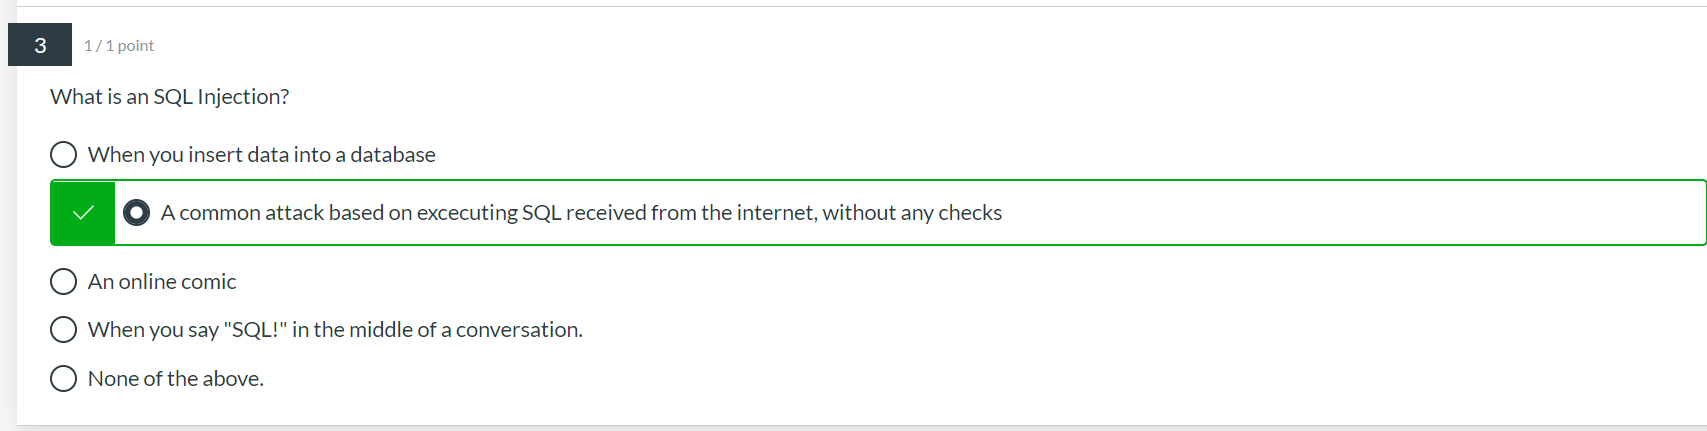 3
1 / 1 point
What is an SQL Injection?
When you insert data into a database
A common attack based on excecuting SQL received from the internet, without any checks
An online comic
When you say "SQL!" in the middle of a conversation.
None of the above.